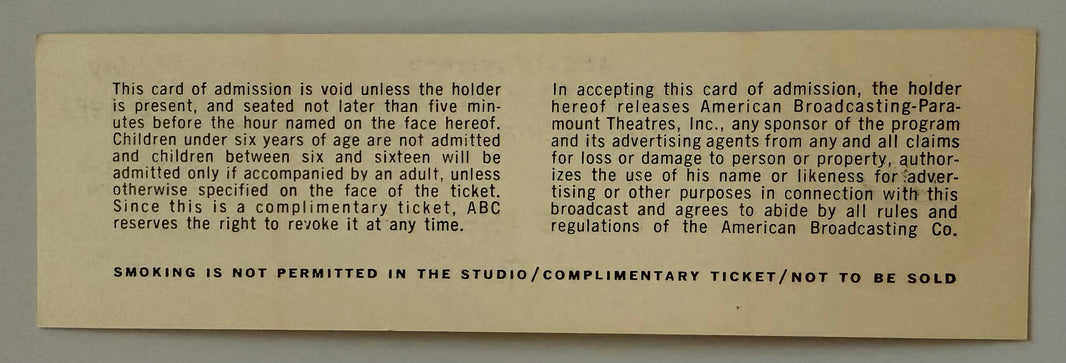 This card of admission is void unless the holder
is present, and seated not later than five min-
utes before the hour named on the face hereof.
Children under six years of age are not admitted
and children between six and sixteen will be
admitted only if accompanied by an adult, unless
otherwise specified on the face of the ticket.
Since this is a complimentary ticket, ABC
reserves the right to revoke it at any time.
In accepting this card of admission, the holder
hereof releases American Broadcasting-Para-
mount Theatres, Inc., any sponsor of the program
and its advertising agents from any and all claims
for loss or damage to person or property, author-
izes the use of his name or likeness for adver-
tising or other purposes in connection with this
broadcast and agrees to abide by all rules and
regulations of the American Broadcasting Co.
SMOKING IS NOT PERMITTED IN THE STUDIO/COMPLIMENTARY TICKET/NOT TO BE SOLD